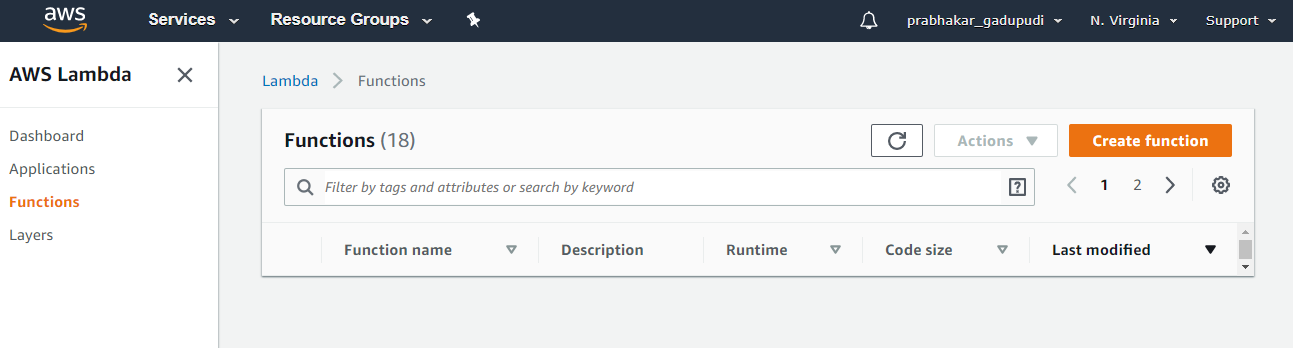 aws Services Resource Groups prabhakar_gadupudi N. Virginia Support
AWS Lambda
Lambda Functions
Dashboard
Applications
Functions
Layers
Functions (18) Actions Create function
Filter by tags and attributes or search by keyword ? 1 2
Function name Description Runtime Code size Last modified